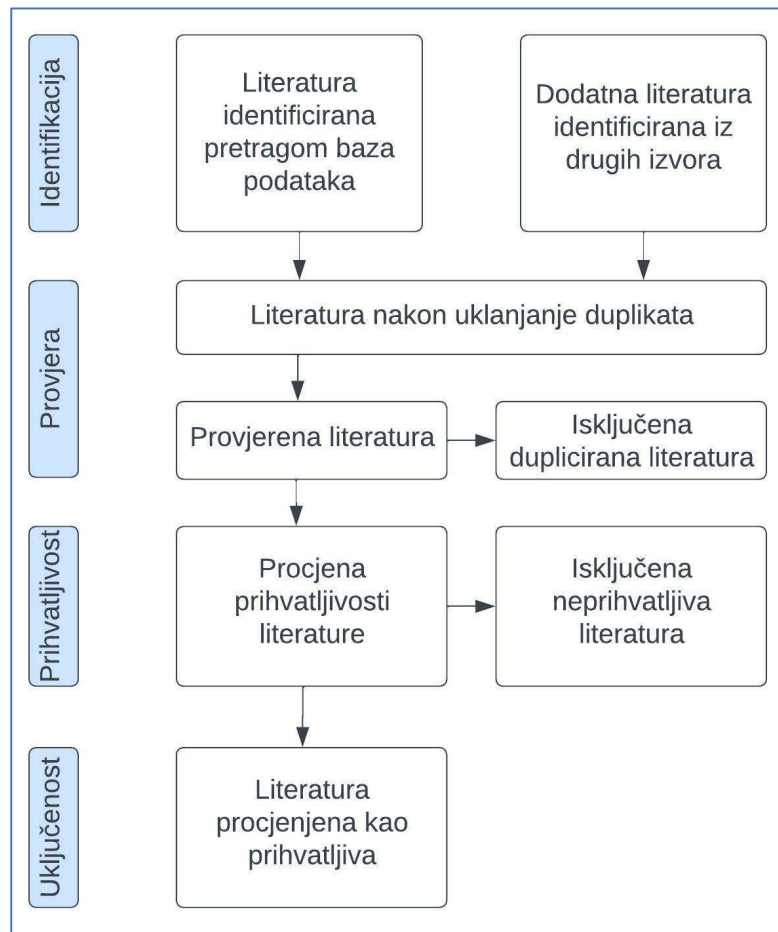 Identifikacija
Literatura
identificirana
pretragom baza
podataka
Dodatna literatura
identificirana iz
drugih izvora
Provjera
Literatura nakon uklanjanje duplikata
Provjerena literatura
Isključena
duplicirana literatura
Prihvatljivost
Procjena
prihvatljivosti
literature
Isključena
neprihvatljiva
literatura
Uključenost
Literatura
procjenjena kao
prihvatljiva